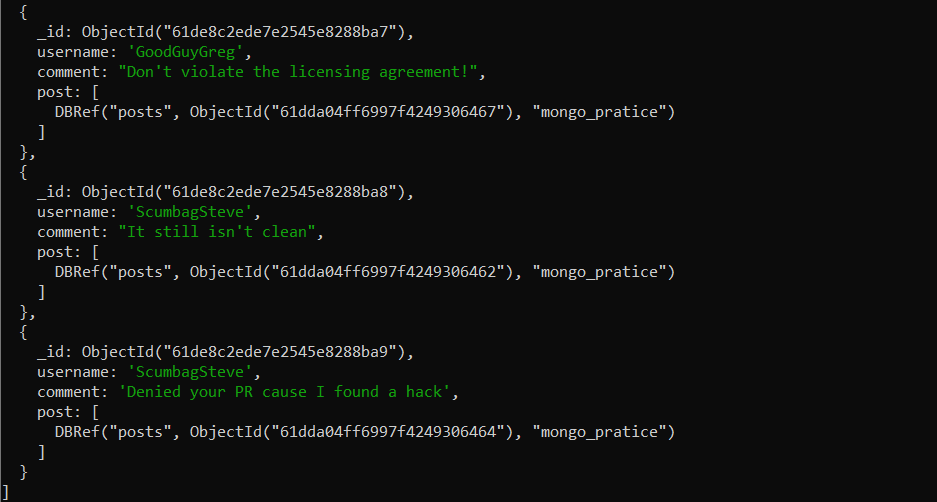 {
_id: ObjectId("61de8c2ede7e2545e8288ba7"),
username: 'GoodGuyGreg',
comment: "Don't violate the licensing agreement!",
post: [
DBRef("posts", ObjectId("61dda04ff6997f4249306467"), "mongo_pratice")
]
},
{
_id: ObjectId("61de8c2ede7e2545e8288ba8"),
username: 'ScumbagSteve',
comment: "It still isn't clean",
post: [
DBRef("posts", ObjectId("61dda04ff6997f4249306462"), "mongo_pratice")
]
},
{
_id: ObjectId("61de8c2ede7e2545e8288ba9"),
username: 'ScumbagSteve',
comment: 'Denied your PR cause I found a hack',
post: [
DBRef("posts", ObjectId("61dda04ff6997f4249306464"), "mongo_pratice")
]
}
]